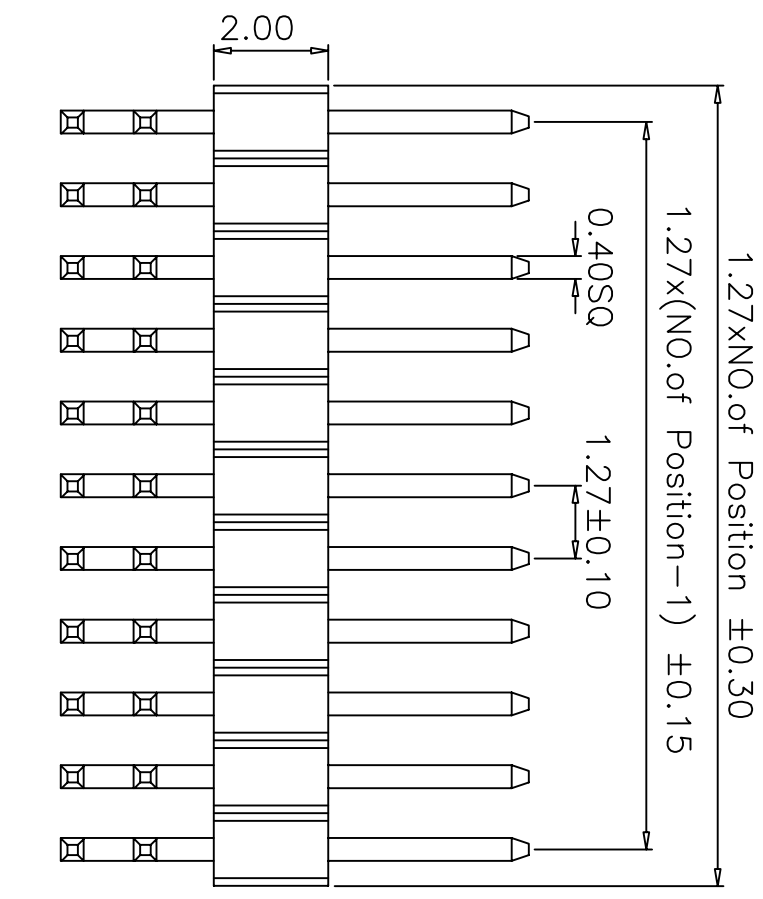 2.00
0.40SQ
1.27±0.10
1.27x(NO.of Position-1) ±0.15
1.27xNO.of Position ±0.30